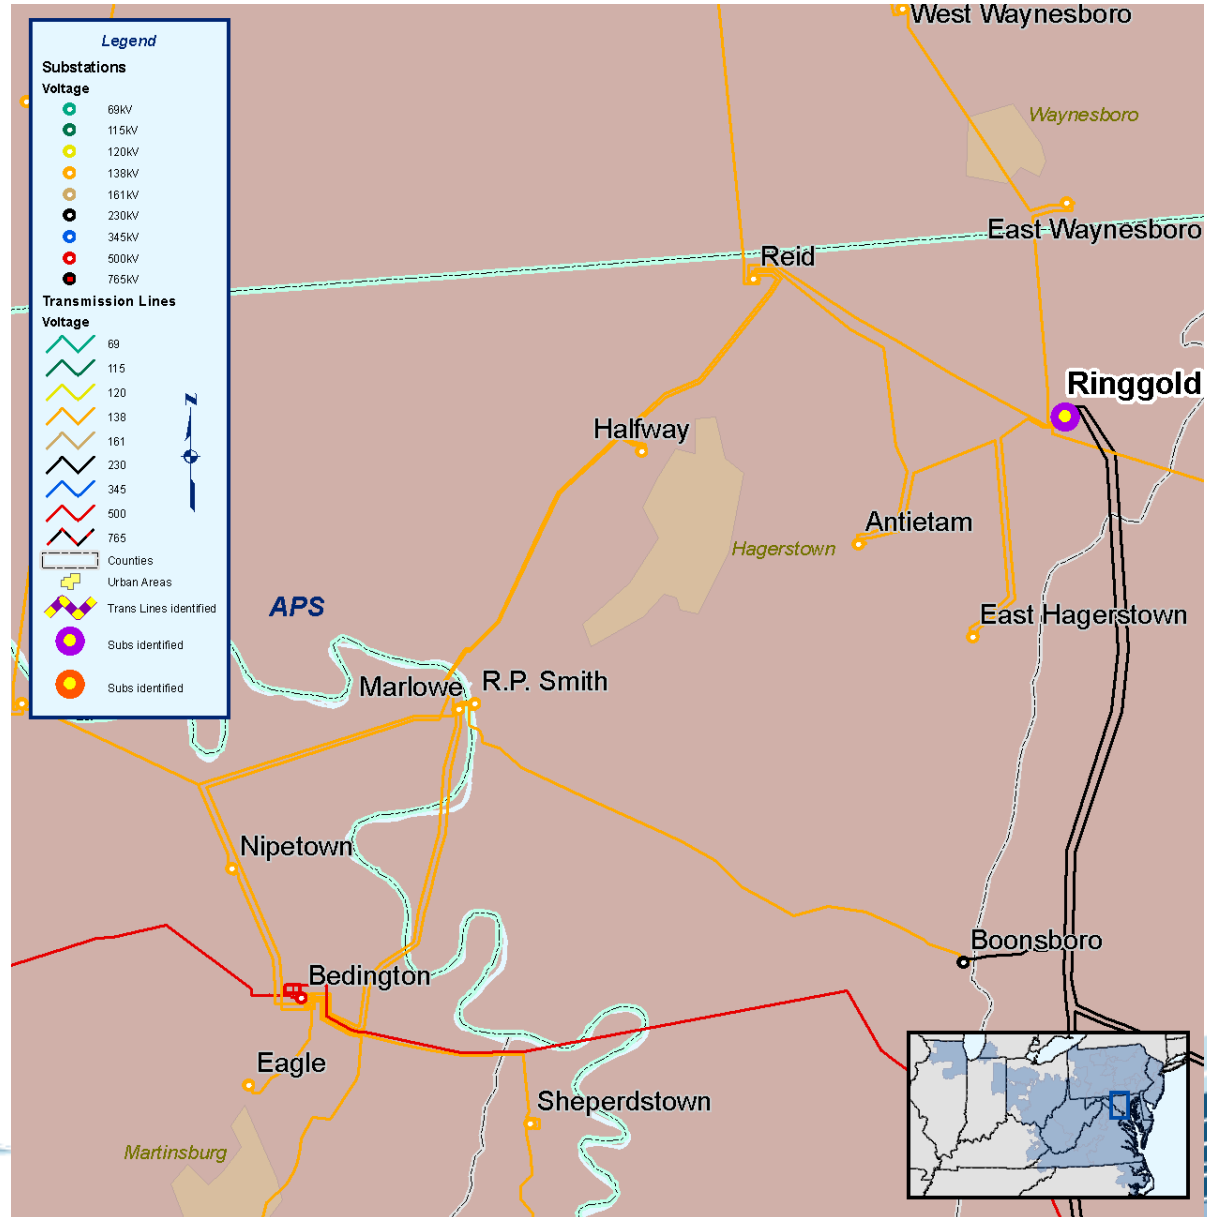 West Waynesboro
Legend
Substations
Voltage
69kV
115kV
120kV
138kV
161kV
230kV
345kV
500kV
765kV
Transmission Lines
Voltage
69
115
120
138
161
230
345
500
765
Counties
Urban Areas
Trans Lines identified
Subs identified
Subs identified
N
Waynesboro
East Waynesboro
Reid
Ringgold
Halfway
Antietam
Hagerstown
APS
East Hagerstown
Marlowe
R.P. Smith
Nipetown
Boonsboro
Bedington
Eagle
Sheperdstown
Martinsburg